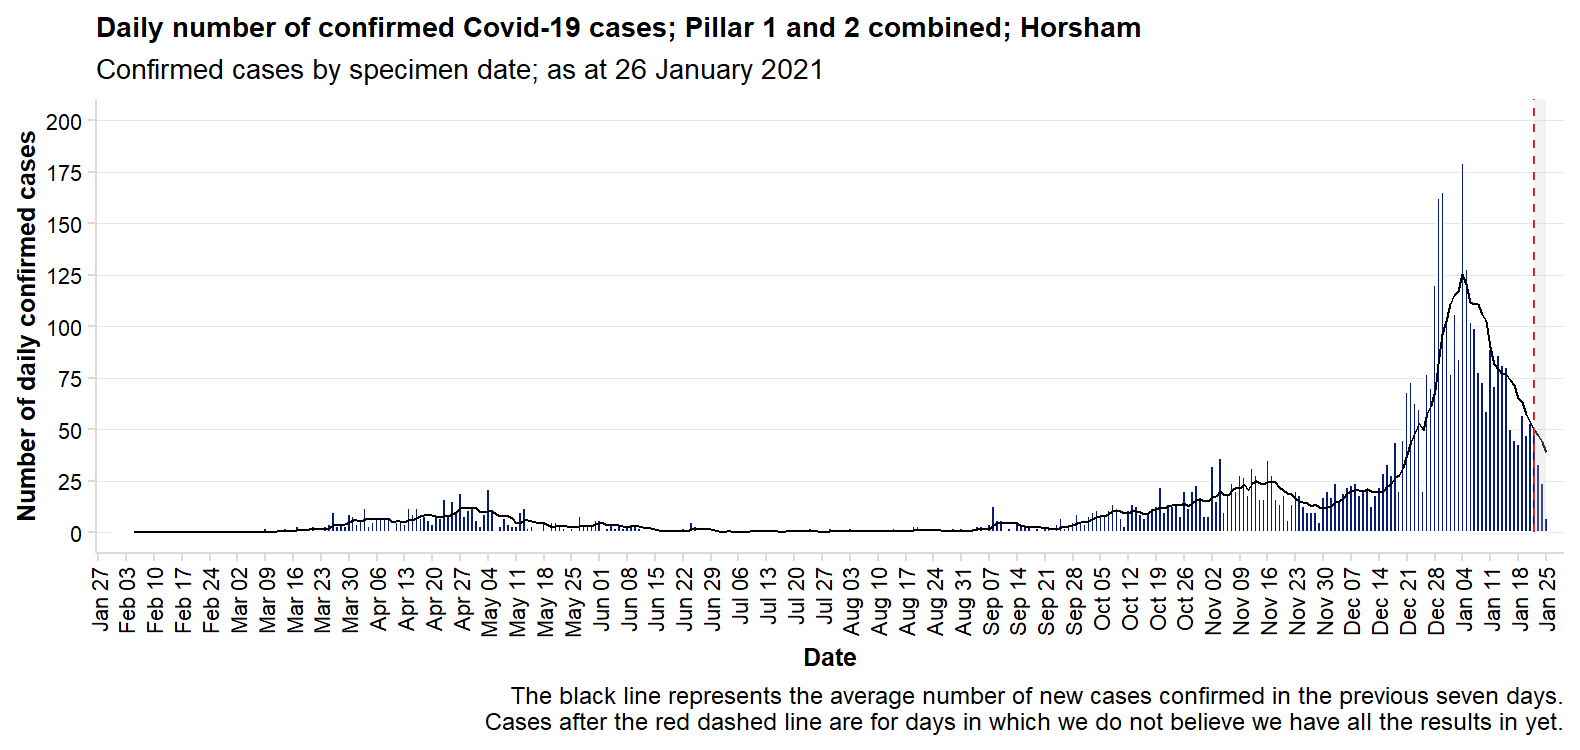 Daily number of confirmed Covid-19 cases; Pillar 1 and 2 combined; Horsham
Confirmed cases by specimen date; as at 26 January 2021
Number of daily confirmed cases
200
175
150
125
100
75
50
25
0
Jan 27
Feb 03
Feb 10
Feb 17
Feb 24
Mar 02
Mar 09
Mar 16
Mar 23
Mar 30
Apr 06
Apr 13
Apr 20
Apr 27
May 04
May 11
May 18
May 25
Jun 01
Jun 08
Jun 15
Jun 22
Jun 29
Jul 06
Jul 13
Jul 20
Jul 27
Aug 03
Aug 10
Aug 17
Aug 24
Aug 31
Sep 07
Sep 14
Sep 21
Sep 28
Oct 05
Oct 12
Oct 19
Oct 26
Nov 02
Nov 09
Nov 16
Nov 23
Nov 30
Dec 07
Dec 14
Dec 21
Dec 28
Jan 04
Jan 11
Jan 18
Jan 25
Date
The black line represents the average number of new cases confirmed in the previous seven days.
Cases after the red dashed line are for days in which we do not believe we have all the results in yet.